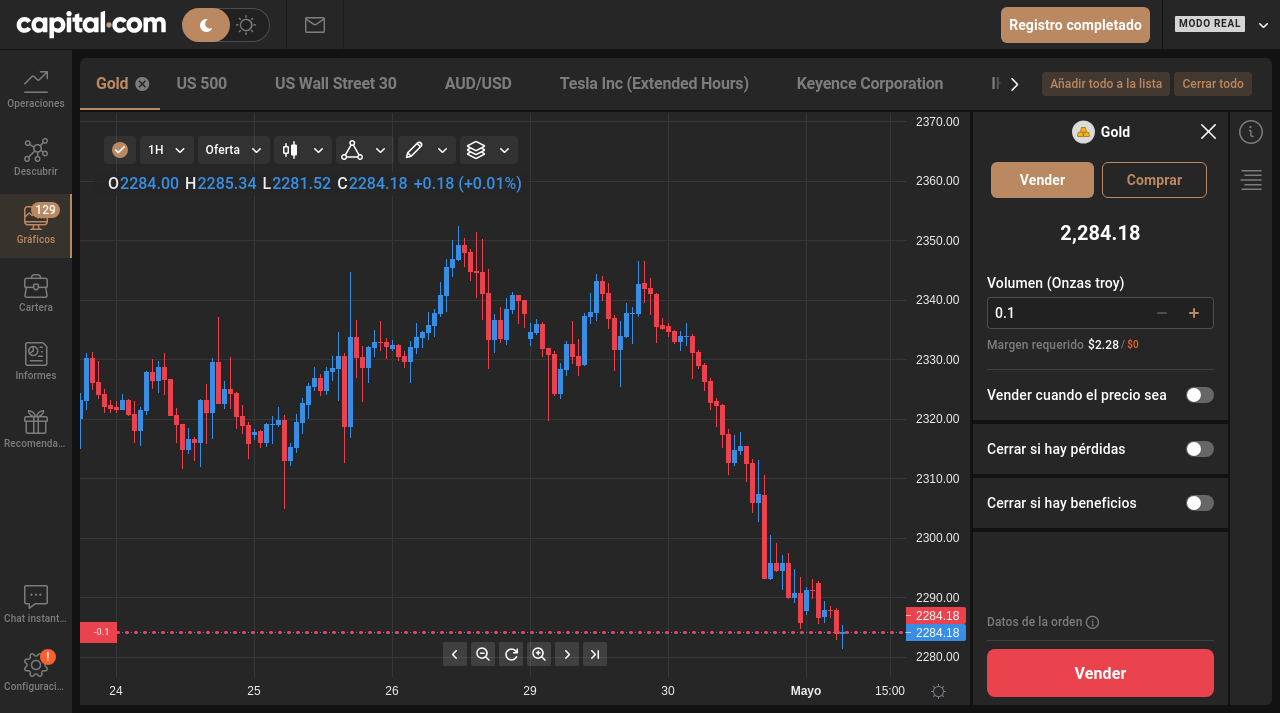 capital.com
Registro completado
MODO REAL
Operaciones
Descubrir
129
Gráficos
Cartera
Informes
Recomenda...
Chat instant...
!
Configuraci...
Gold
US 500
US Wall Street 30
AUD/USD
Tesla Inc (Extended Hours)
Keyence Corporation
Añadir todo a la lista
Cerrar todo
1H
Oferta
O2284.00 H2285.34 L2281.52 C2284.18 +0.18 (+0.01%)
2370.00
2360.00
2350.00
2340.00
2330.00
2320.00
2310.00
2300.00
2290.00
2284.18
2284.18
2280.00
-0.1
24
25
26
29
30
Mayo
15:00
Gold
Vender
Comprar
2,284.18
Volumen (Onzas troy)
0.1
Margen requerido $2.28 / $0
Vender cuando el precio sea
Cerrar si hay pérdidas
Cerrar si hay beneficios
Datos de la orden
Vender